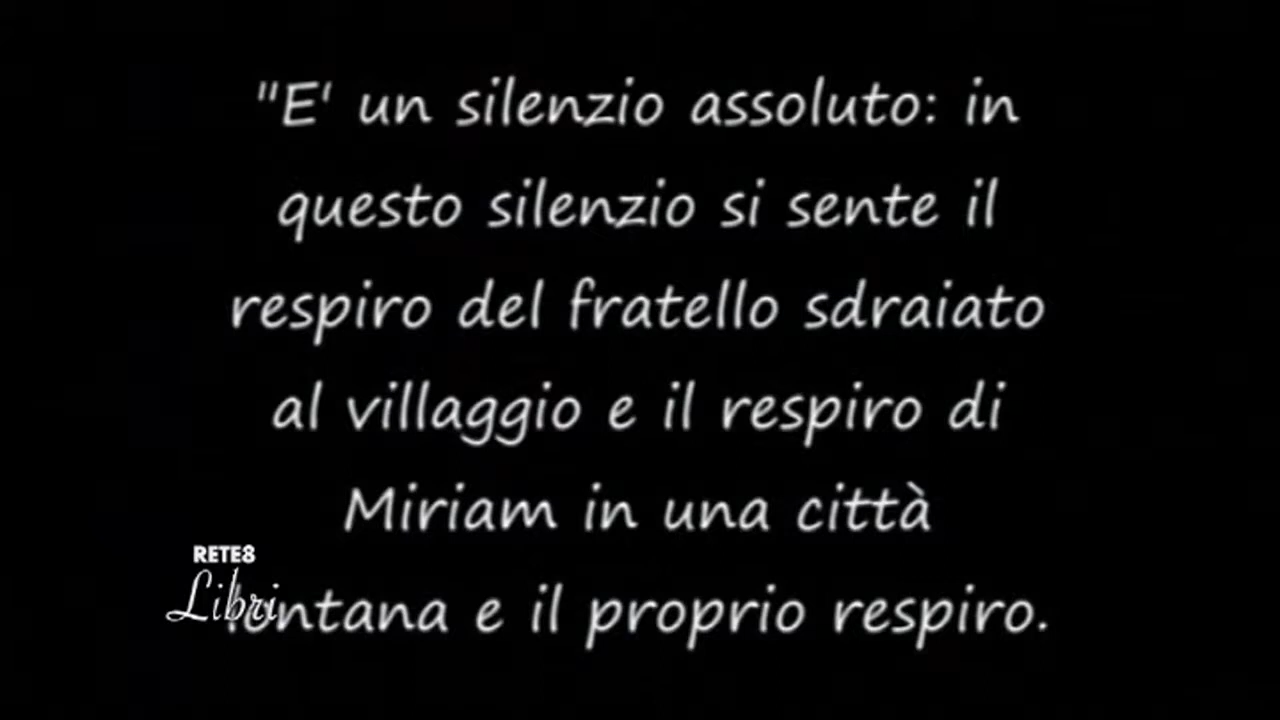 "E' un silenzio assoluto: in
questo silenzio si sente il
respiro del fratello sdraiato
al villaggio e il respiro di
Miriam in una città
lontana e il proprio respiro.
RETE8
Libri